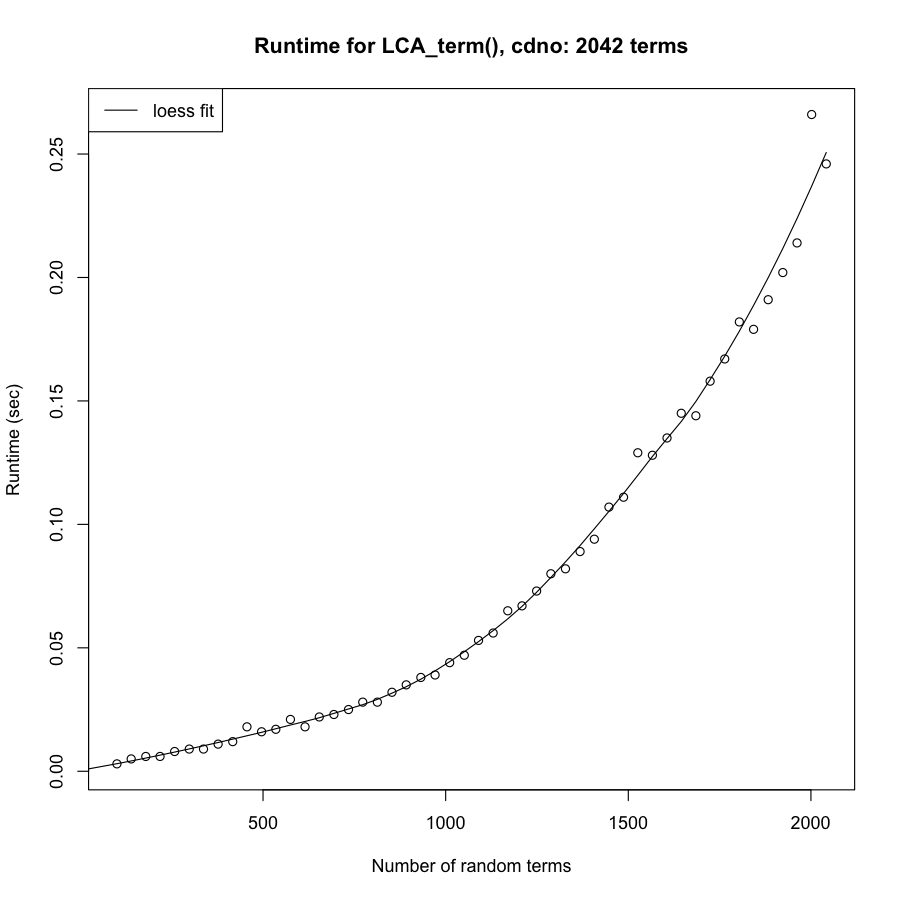 Runtime for LCA_term(), cdno: 2042 terms
loess fit
Runtime (sec)
0.25
0.20
0.15
0.10
0.05
0.00
500 1000 1500 2000
Number of random terms